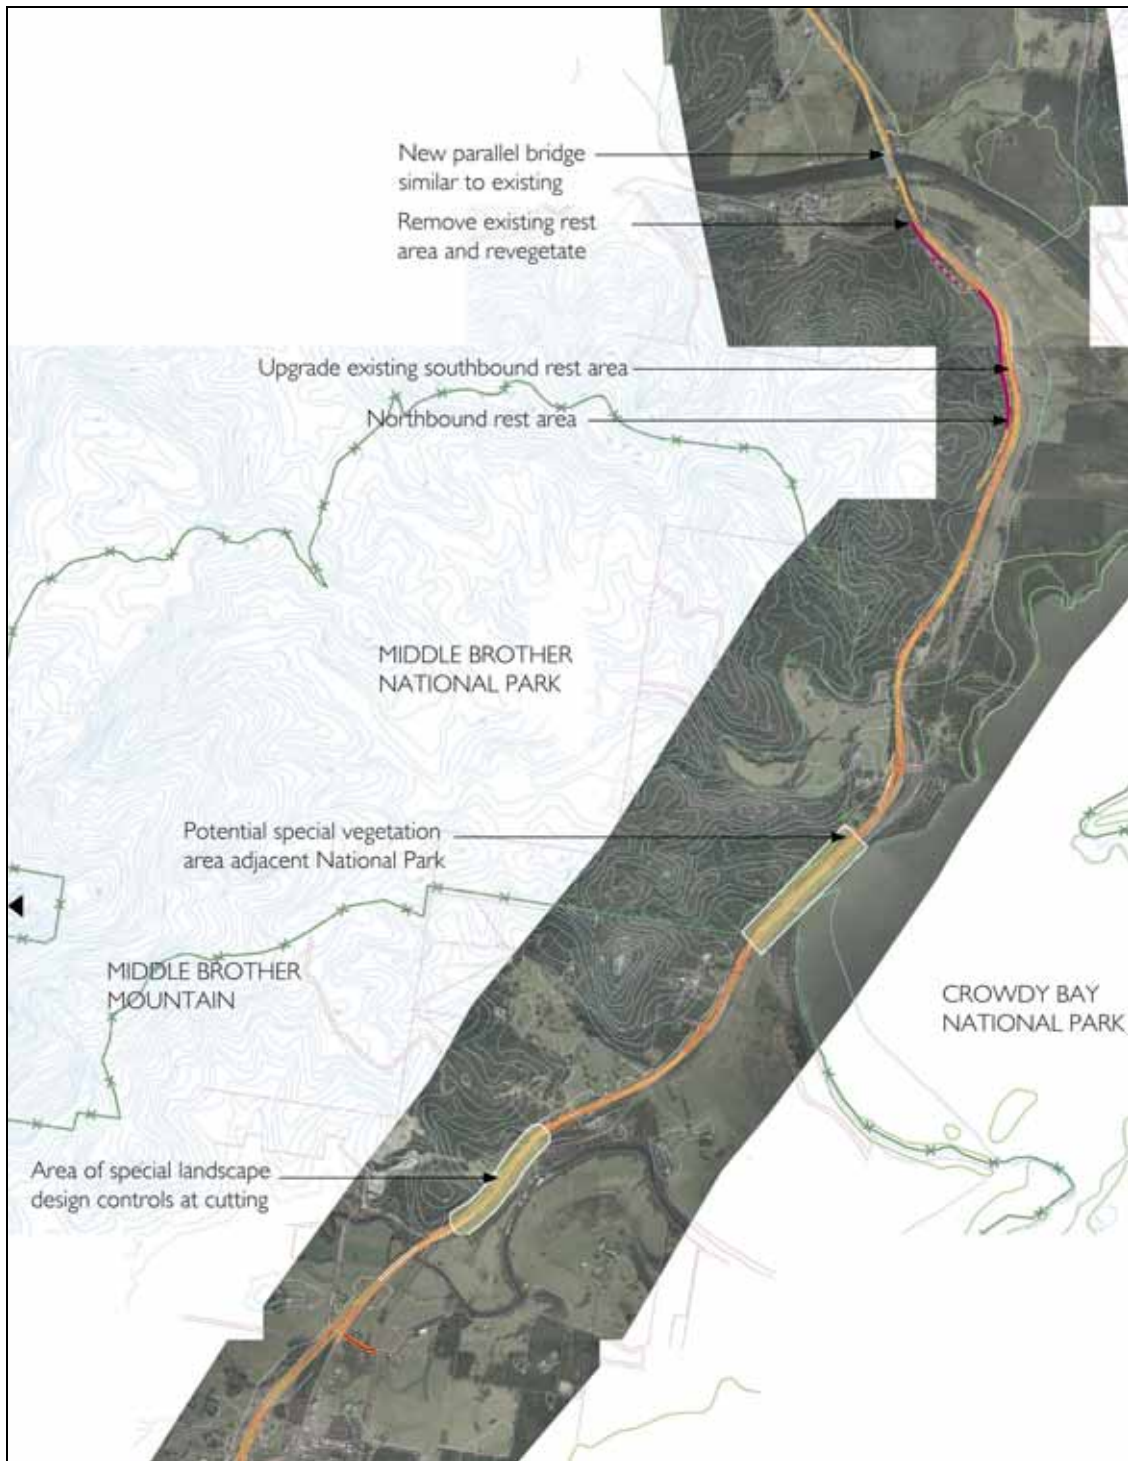 New parallel bridge
similar to existing
Remove existing rest
area and revegetate
Upgrade existing southbound rest area
Northbound rest area
MIDDLE BROTHER
NATIONAL PARK
Potential special vegetation
area adjacent National Park
MIDDLE BROTHER
MOUNTAIN
CROWDY BAY
NATIONAL PARK
Area of special landscape
design controls at cutting